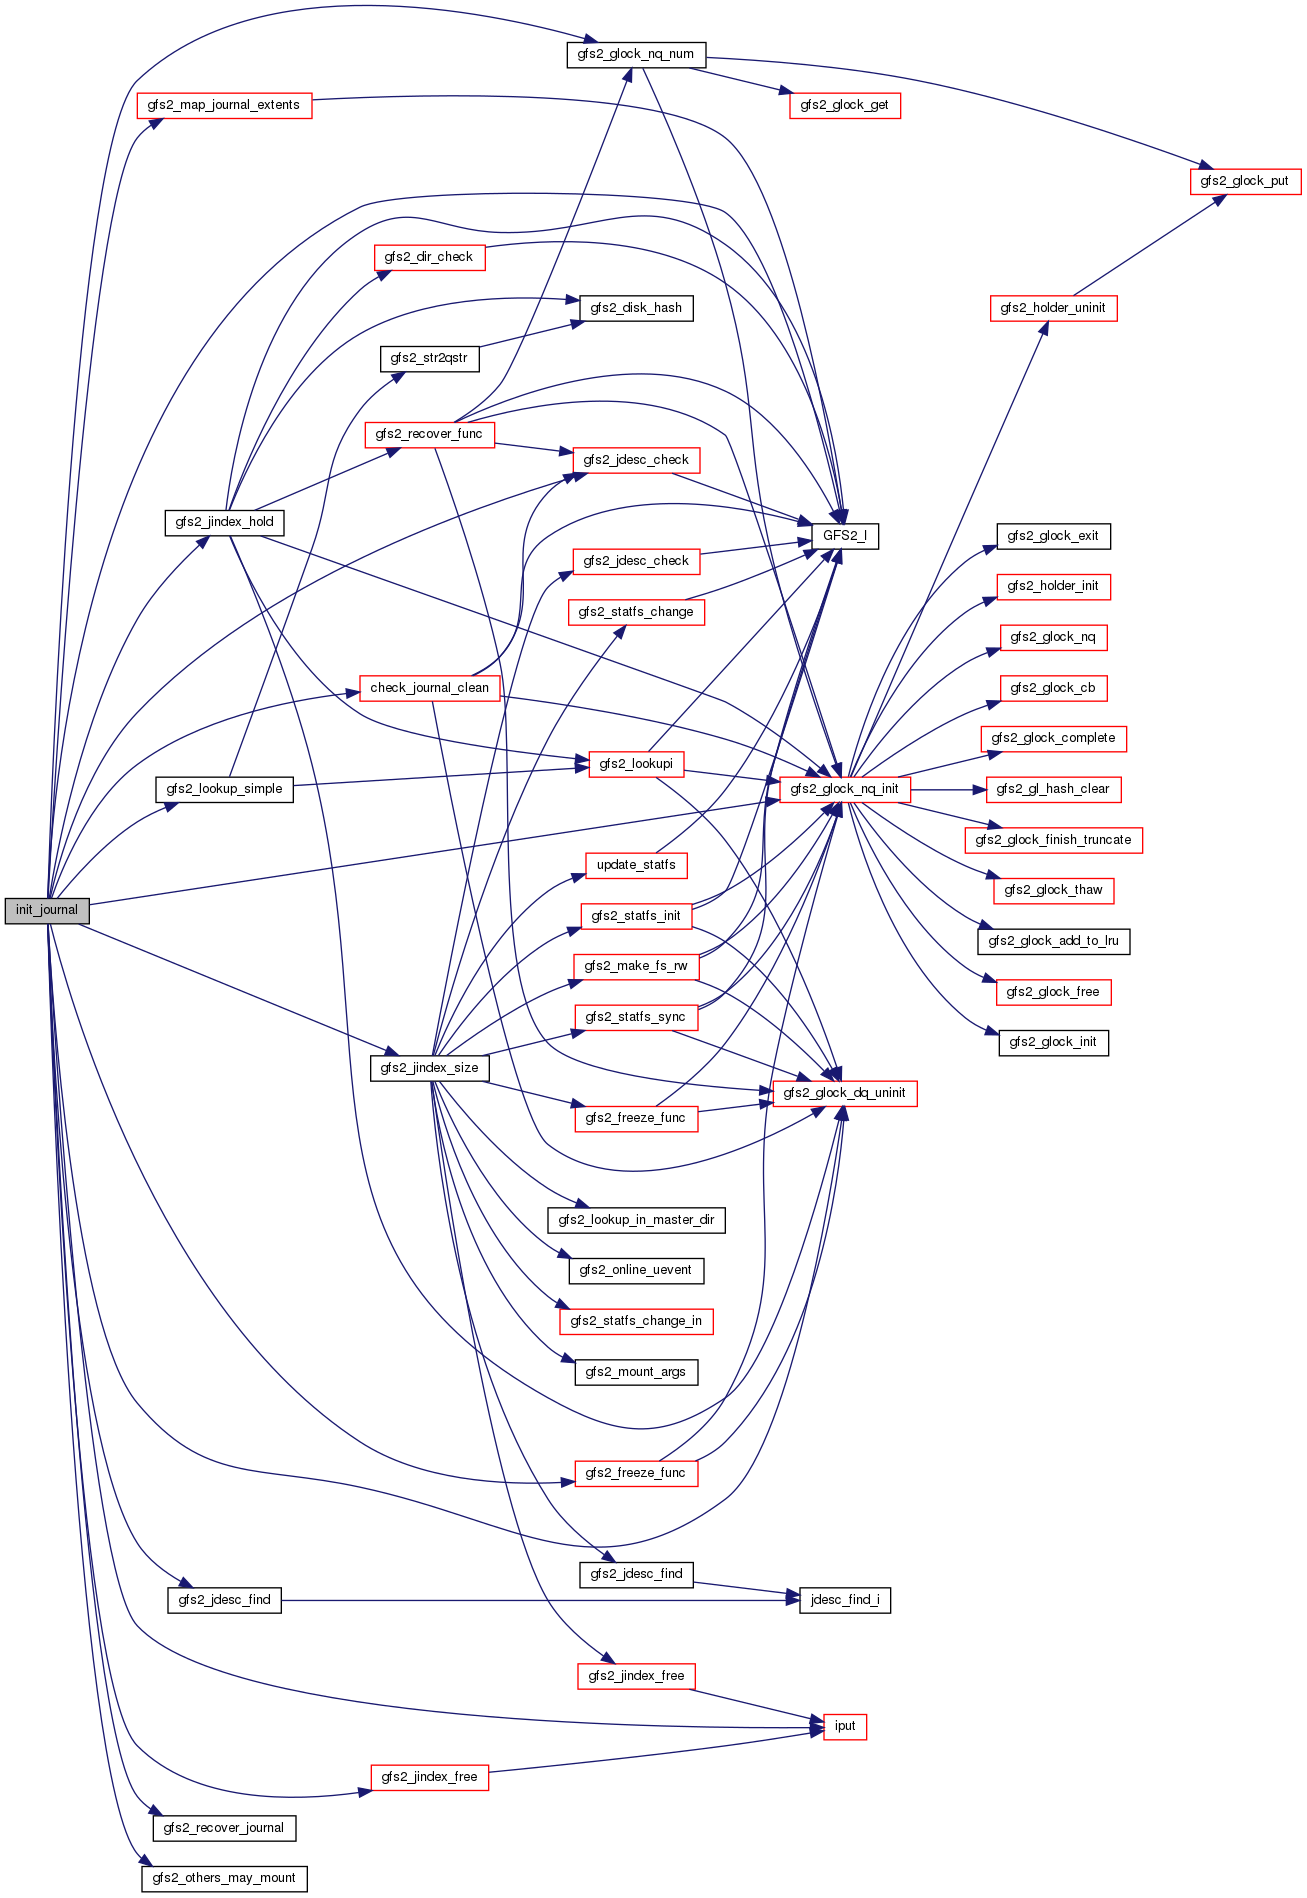 gfs2_glock_nq_num
gfs2_map_journal_extents
gfs2_glock_get
gfs2_glock_put
gfs2_dir_check
gfs2_disk_hash
gfs2_holder_uninit
gfs2_str2qstr
gfs2_recover_func
gfs2_jdesc_check
gfs2_jindex_hold
GFS2_I
gfs2_glock_exit
gfs2_jdesc_check
gfs2_holder_init
gfs2_statfs_change
gfs2_glock_nq
check_journal_clean
gfs2_glock_cb
gfs2_glock_complete
gfs2_lookupi
gfs2_lookup_simple
gfs2_glock_nq_init
gfs2_gl_hash_clear
gfs2_glock_finish_truncate
update_statfs
gfs2_glock_thaw
init_journal
gfs2_statfs_init
gfs2_glock_add_to_lru
gfs2_make_fs_rw
gfs2_glock_free
gfs2_statfs_sync
gfs2_glock_init
gfs2_jindex_size
gfs2_glock_dq_uninit
gfs2_freeze_func
gfs2_lookup_in_master_dir
gfs2_online_uevent
gfs2_statfs_change_in
gfs2_mount_args
gfs2_freeze_func
gfs2_jdesc_find
gfs2_jdesc_find
jdesc_find_i
gfs2_jindex_free
iput
gfs2_jindex_free
gfs2_recover_journal
gfs2_others_may_mount